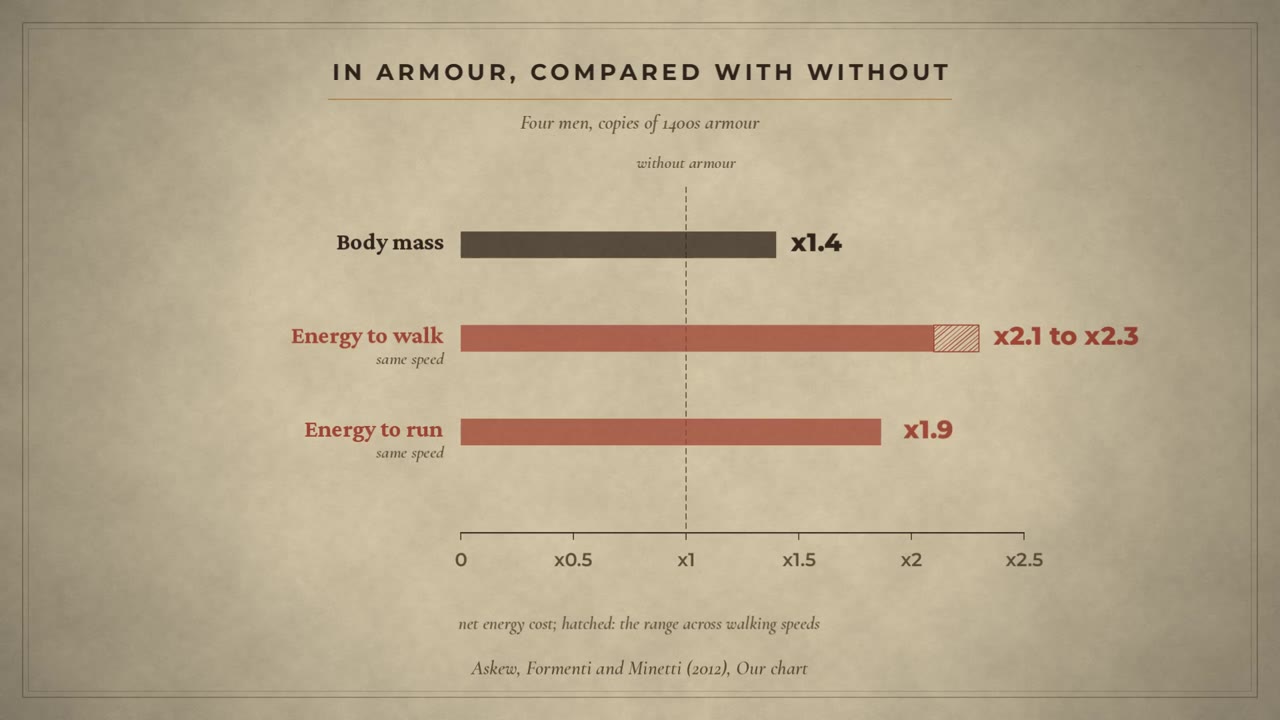 IN ARMOUR, COMPARED WITH WITHOUT
Four men, copies of 1400s armour
without armour
Body mass x1.4
Energy to walk x2.1 to x2.3
same speed
Energy to run x1.9
same speed
0 x0.5 x1 x1.5 x2 x2.5
net energy cost; hatched: the range across walking speeds
Askew, Formenti and Minetti (2012), Our chart